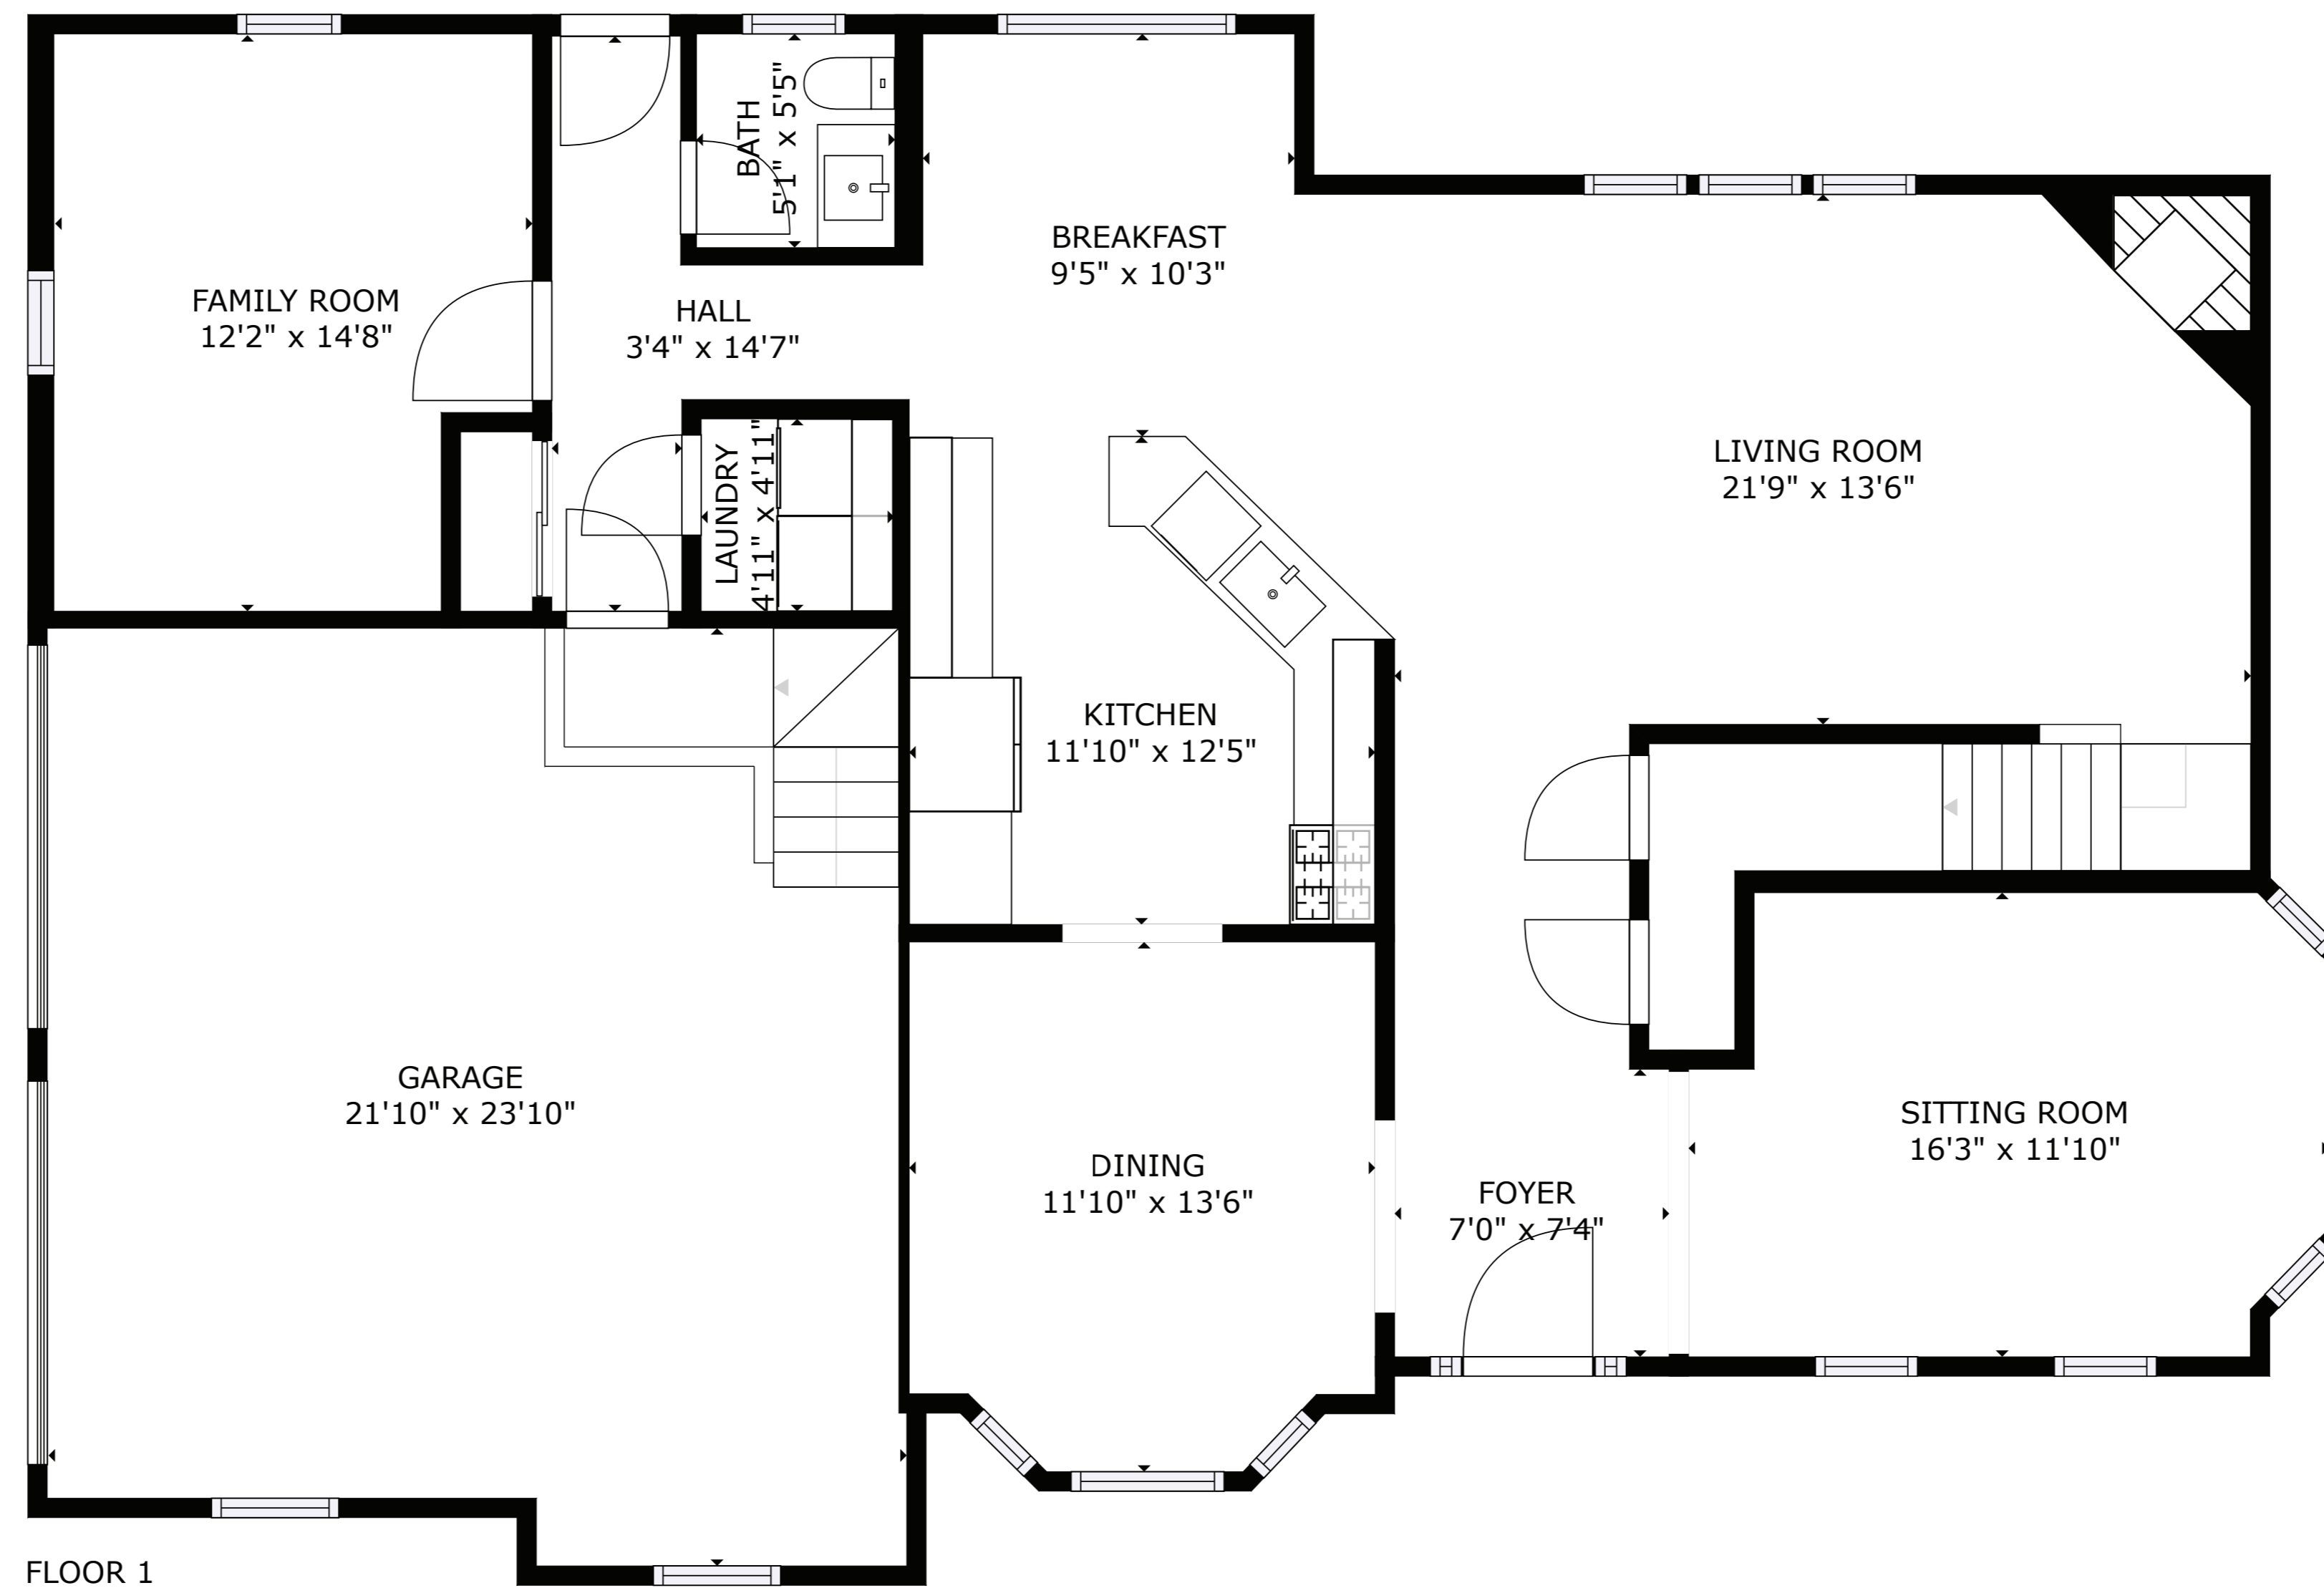 BATH
5'1" x 5'5"
BREAKFAST
9'5" x 10'3"
FAMILY ROOM
12'2" x 14'8"
HALL
3'4" x 14'7"
LIVING ROOM
21'9" x 13'6"
LAUNDRY
4'11" x 4'11"
KITCHEN
11'10" x 12'5"
GARAGE
21'10" x 23'10"
SITTING ROOM
16'3" x 11'10"
DINING
11'10" x 13'6"
FOYER
7'0" x 7'4"
FLOOR 1